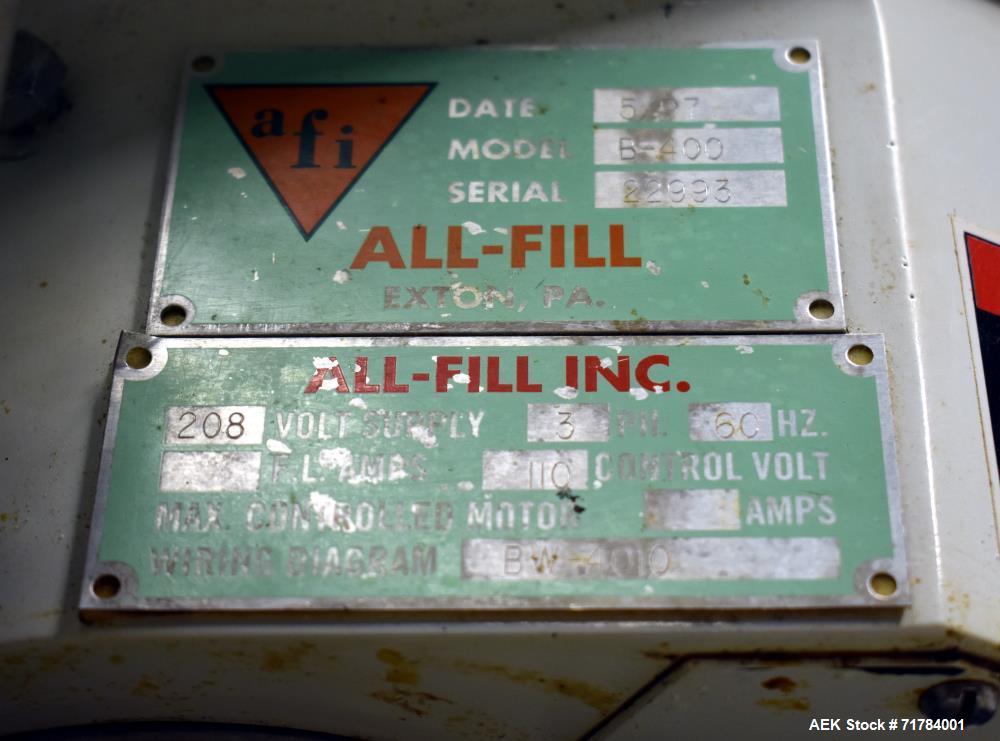 afi
DATE 5/97
MODEL B-400
SERIAL 22993
ALL-FILL
EXTON, PA.
ALL-FILL INC.
208 VOLT SUPPLY 3 PH. 60 HZ.
F.L. AMPS 110 CONTROL VOLT
MAX. CONTROLLED MOTOR AMPS
WIRING DIAGRAM BW-4010
AEK Stock # 71784001